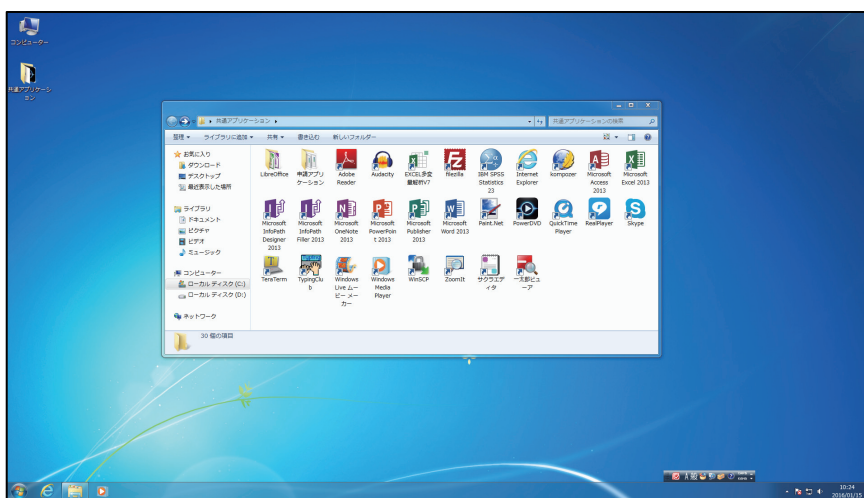 コンピューター
共通アプリケーシ
ョン
共通アプリケーション
共通アプリケーションの検索
整理
ライブラリに追加
共有
書き込む
新しいフォルダー
お気に入り
ダウンロード
デスクトップ
最近表示した場所
ライブラリ
ドキュメント
ピクチャ
ビデオ
ミュージック
コンピューター
ローカル ディスク (C:)
ローカル ディスク (D:)
ネットワーク
LibreOffice
申請アプリ
ケーション
Adobe
Reader
Audacity
EXCEL多変
量解析V7
filezilla
IBM SPSS
Statistics
23
Internet
Explorer
kompozer
Microsoft
Access
2013
Microsoft
Excel 2013
Microsoft
InfoPath
Designer
2013
Microsoft
InfoPath
Filler 2013
Microsoft
OneNote
2013
Microsoft
PowerPoin
t 2013
Microsoft
Publisher
2013
Microsoft
Word 2013
Paint.Net
PowerDVD
QuickTime
Player
RealPlayer
Skype
TeraTerm
TypingClu
b
Windows
Live ムー
ビー メー
カー
Windows
Media
Player
WinSCP
ZoomIt
サクラエデ
ィタ
一太郎ビュ
ーア
30 個の項目
A 般
10:24
2016/01/15